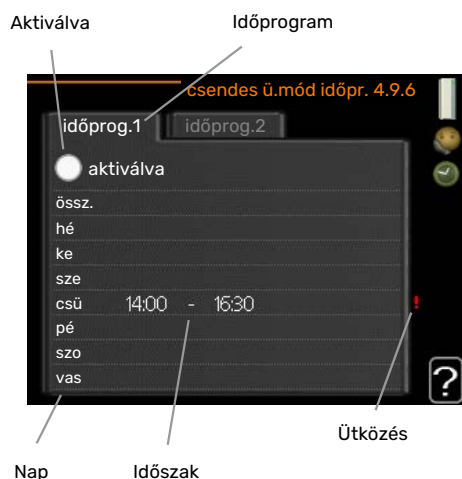 Aktiválva
Időprogram
csendes ü.mód időpr. 4.9.6
időprog.1
időprog.2
aktiválva
össz.
hé
ke
sze
csü 14:00 - 16:30 !
pé
szo
vas
?
Ütközés
Nap
Időszak